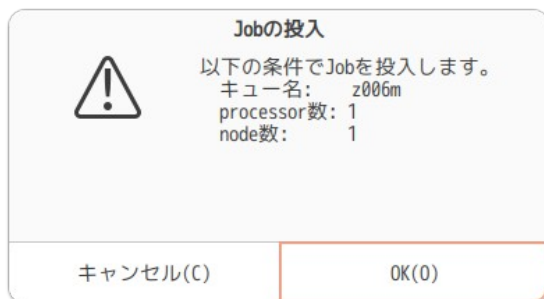 Jobの投入
以下の条件でJobを投入します。
キュー名: z006m
processor数: 1
node数: 1
キャンセル(C)
OK(O)